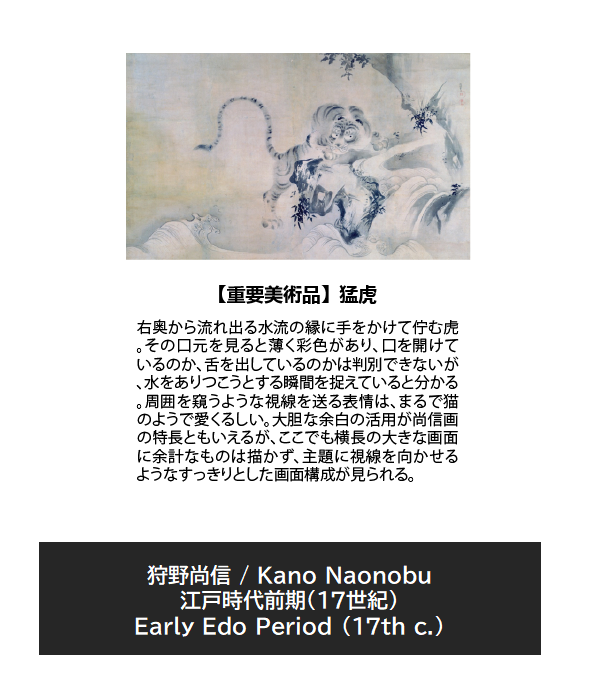 【重要美術品】猛虎
右奥から流れ出る水流の縁に手をかけて佇む虎
。その口元を見ると薄く彩色があり、口を開けて
いるのか、舌を出しているのかは判別できないが
、水をありつこうとする瞬間を捉えていると分かる
。周囲を窺うような視線を送る表情は、まるで猫
のようで愛くるしい。大胆な余白の活用が尚信画
の特長ともいえるが、ここでも横長の大きな画面
に余計なものは描かず、主題に視線を向かせる
ようなすっきりとした画面構成が見られる。
狩野尚信 / Kano Naonobu
江戸時代前期（17世紀）
Early Edo Period (17th c.)